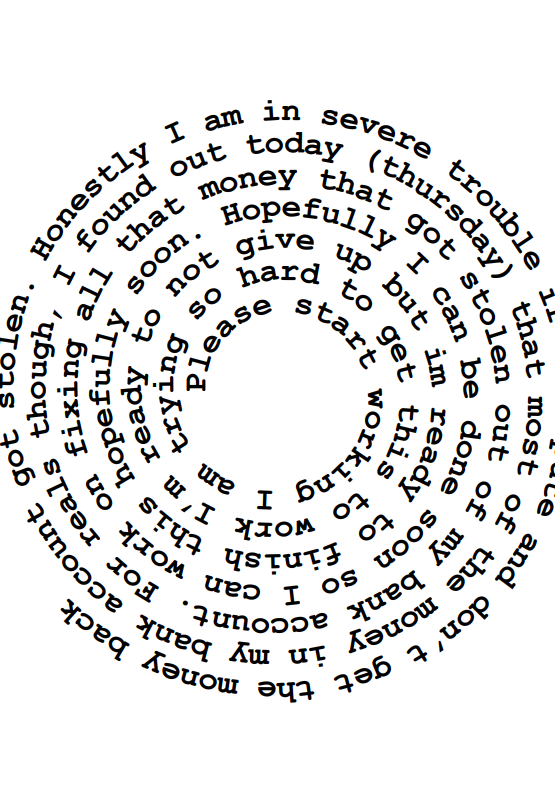 Please start working I am
trying so hard to get this to work I'm
ready to not give up but im ready to finish this
hopefully soon. Hopefully I can be done soon so I can work on
fixing all that money that got stolen out of my bank account. For reals
though, I found out today (thursday) that most of the money in my bank account
got stolen. Honestly I am in severe trouble and don't get the money back